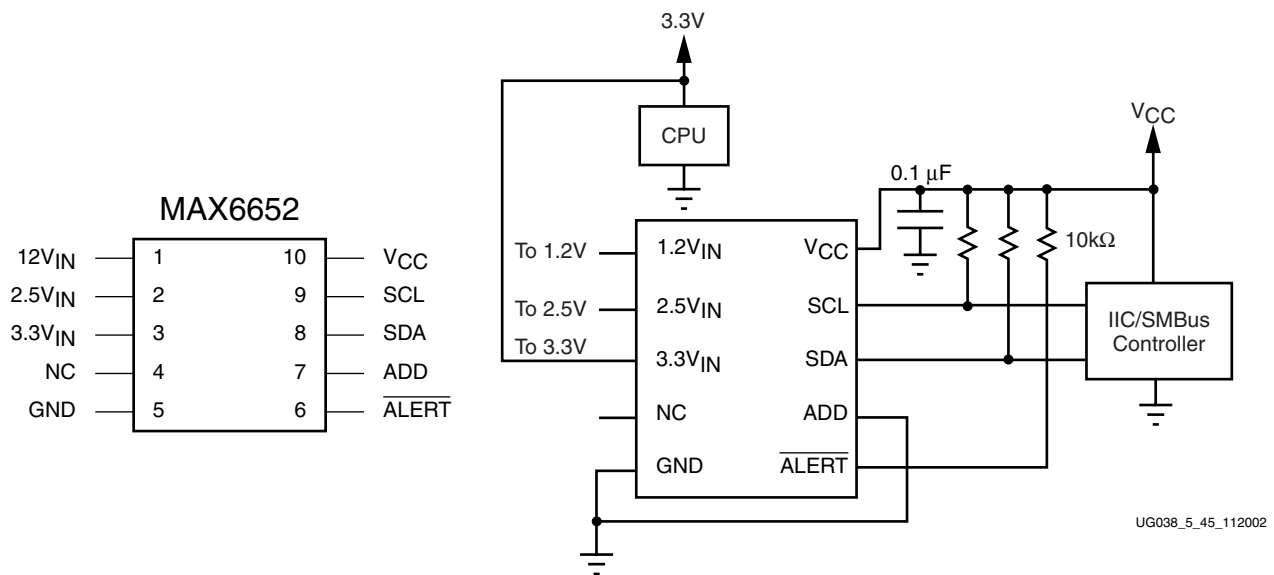 3.3V
CPU
VCC
0.1 μF
10kΩ
MAX6652
12VIN 1 10 VCC
2.5VIN 2 9 SCL
3.3VIN 3 8 SDA
NC 4 7 ADD
GND 5 6 ALERT
To 1.2V 1.2VIN VCC
To 2.5V 2.5VIN SCL
To 3.3V 3.3VIN SDA
NC ADD
GND ALERT
IIC/SMBus
Controller
UG038_5_45_112002